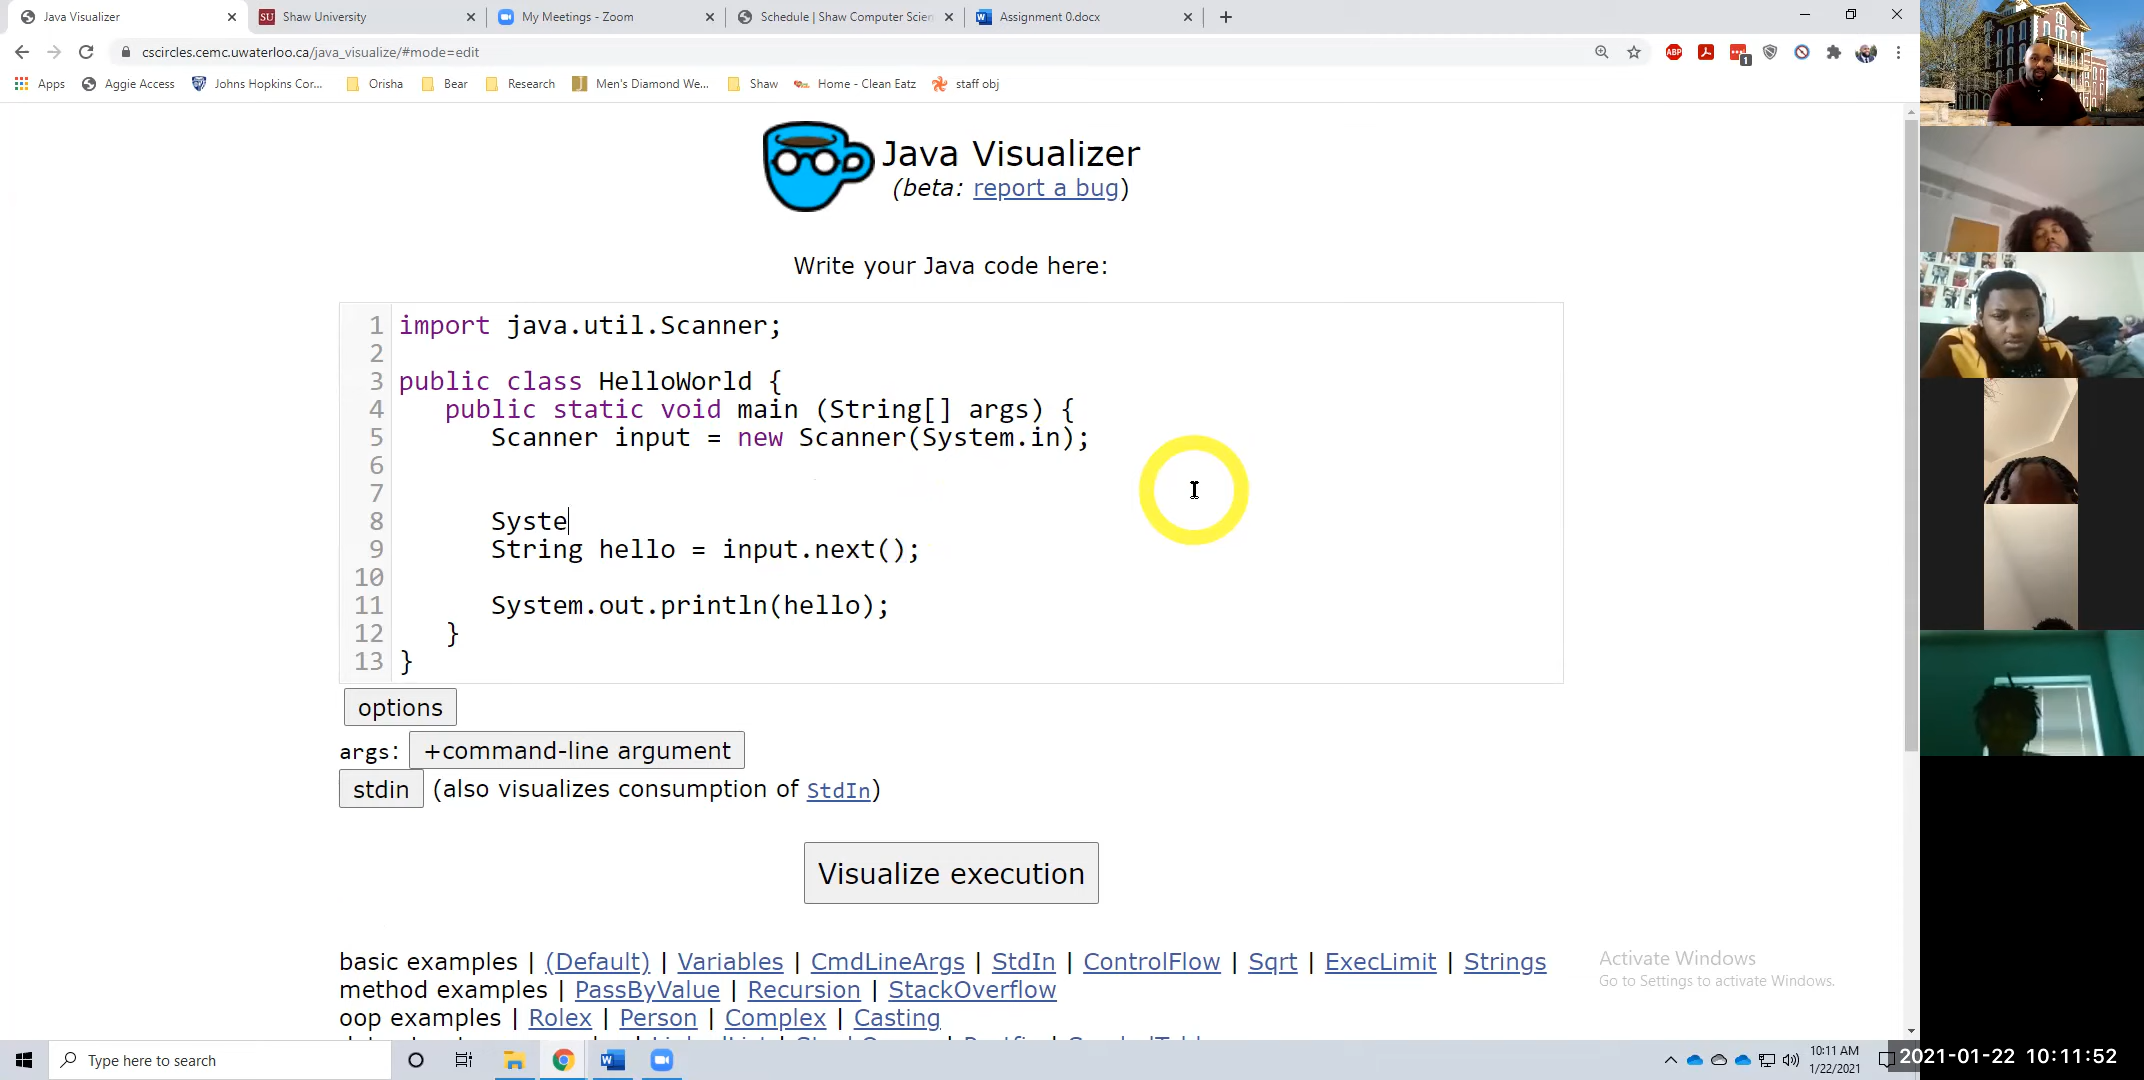 Java Visualizer
Shaw University
My Meetings - Zoom
Schedule | Shaw Computer Scien
Assignment 0.docx
cscircles.cemc.uwaterloo.ca/java_visualize/#mode=edit
ABP
1
Apps
Aggie Access
Johns Hopkins Cor...
Orisha
Bear
Research
Men's Diamond We...
Shaw
Home - Clean Eatz
staff obj
Java Visualizer
(beta: report a bug)
Write your Java code here:
1 import java.util.Scanner;
2
3 public class HelloWorld {
4 public static void main (String[] args) {
5 Scanner input = new Scanner(System.in);
6
7
8 Syste
9 String hello = input.next();
10
11 System.out.println(hello);
12 }
13 }
options
args: +command-line argument
stdin (also visualizes consumption of StdIn)
Visualize execution
basic examples | (Default) | Variables | CmdLineArgs | StdIn | ControlFlow | Sqrt | ExecLimit | Strings
method examples | PassByValue | Recursion | StackOverflow
oop examples | Rolex | Person | Complex | Casting
Activate Windows
Go to Settings to activate Windows.
Type here to search
10:11 AM
1/22/2021
2021-01-22 10:11:52